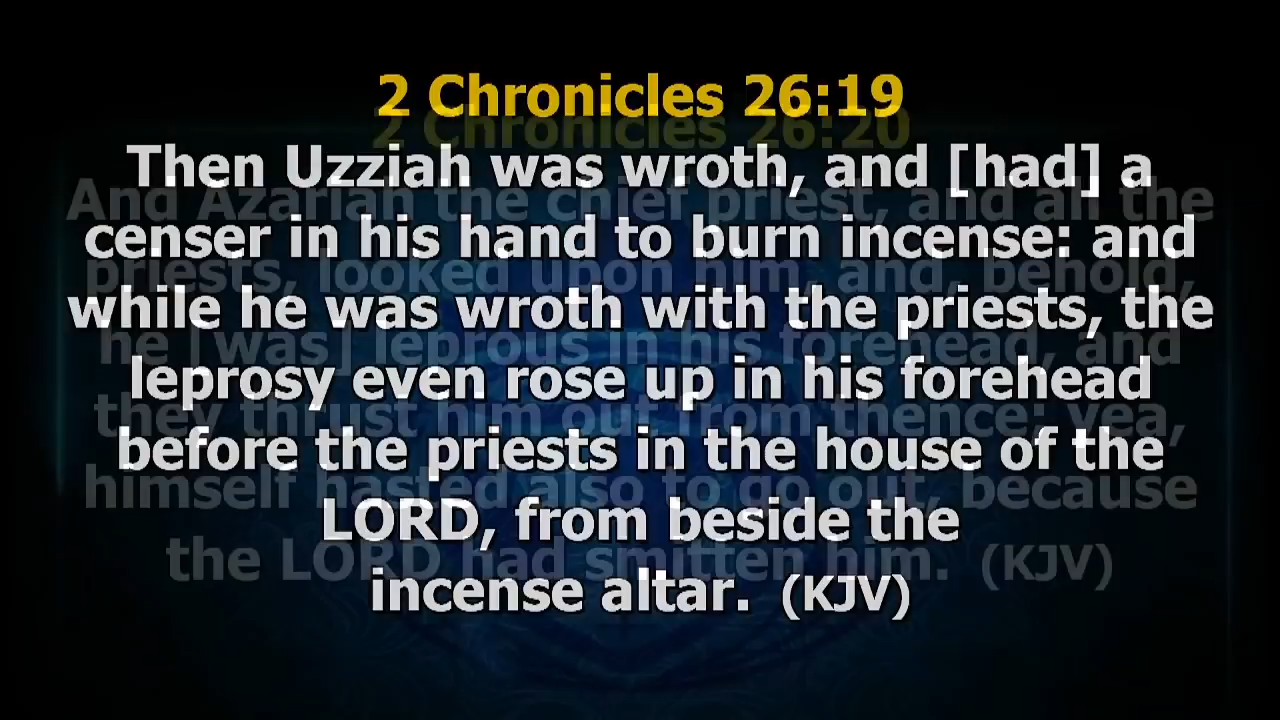 2 Chronicles 26:19
Then Uzziah was wroth, and [had] a
censer in his hand to burn incense: and
while he was wroth with the priests, the
leprosy even rose up in his forehead
before the priests in the house of the
LORD, from beside the
incense altar. (KJV)
2 Chronicles 26:20
And Azariah the chief priest, and all the
priests, looked upon him, and, behold,
he [was] leprous in his forehead, and
they thrust him out from thence; yea,
himself hasted also to go out, because
the LORD had smitten him. (KJV)